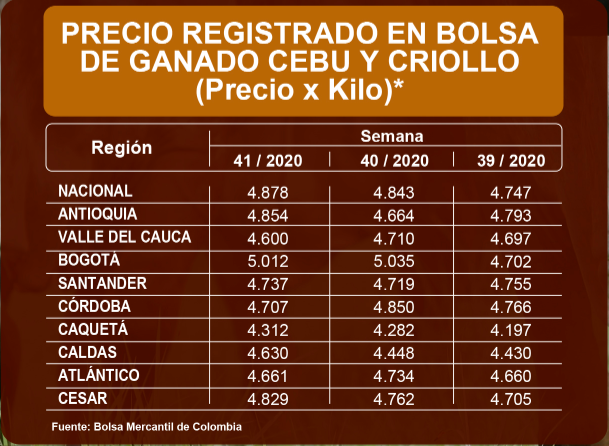 PRECIO REGISTRADO EN BOLSA
DE GANADO CEBU Y CRIOLLO
(Precio x Kilo)*
Región Semana
41 / 2020 40 / 2020 39 / 2020
NACIONAL 4.878 4.843 4.747
ANTIOQUIA 4.854 4.664 4.793
VALLE DEL CAUCA 4.600 4.710 4.697
BOGOTÁ 5.012 5.035 4.702
SANTANDER 4.737 4.719 4.755
CÓRDOBA 4.707 4.850 4.766
CAQUETÁ 4.312 4.282 4.197
CALDAS 4.630 4.448 4.430
ATLÁNTICO 4.661 4.734 4.660
CESAR 4.829 4.762 4.705
Fuente: Bolsa Mercantil de Colombia